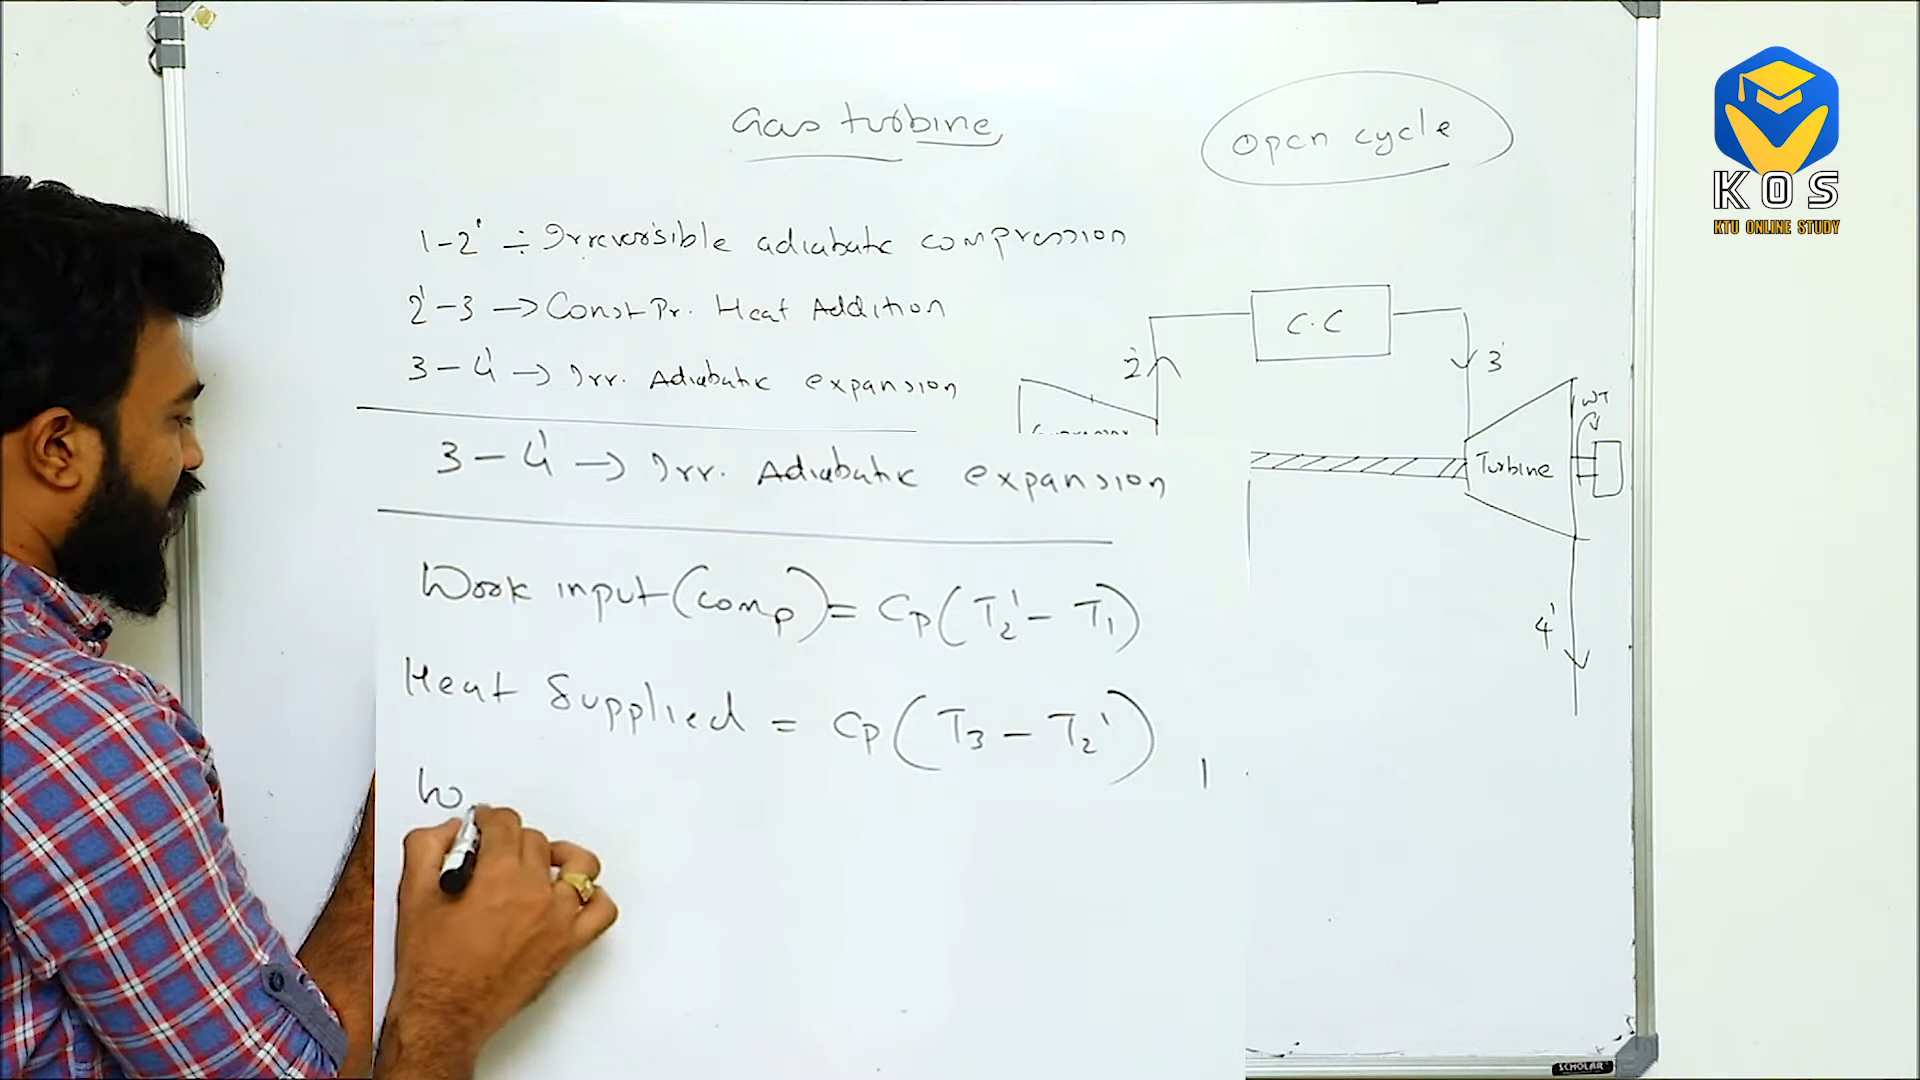 Gas turbine
Open cycle
KOS
KTU ONLINE STUDY
1-2' ÷ Irreversible adiabatic compression
2'-3 → Const Pr. Heat Addition
3-4' → Irr. Adiabatic expansion
C.C
2'
3
WT
Turbine
4'
3-4' → Irr. Adiabatic expansion
Work input (comp) = Cp(T2' - T1)
Heat Supplied = Cp(T3 - T2')
Wo
SCHOLAR